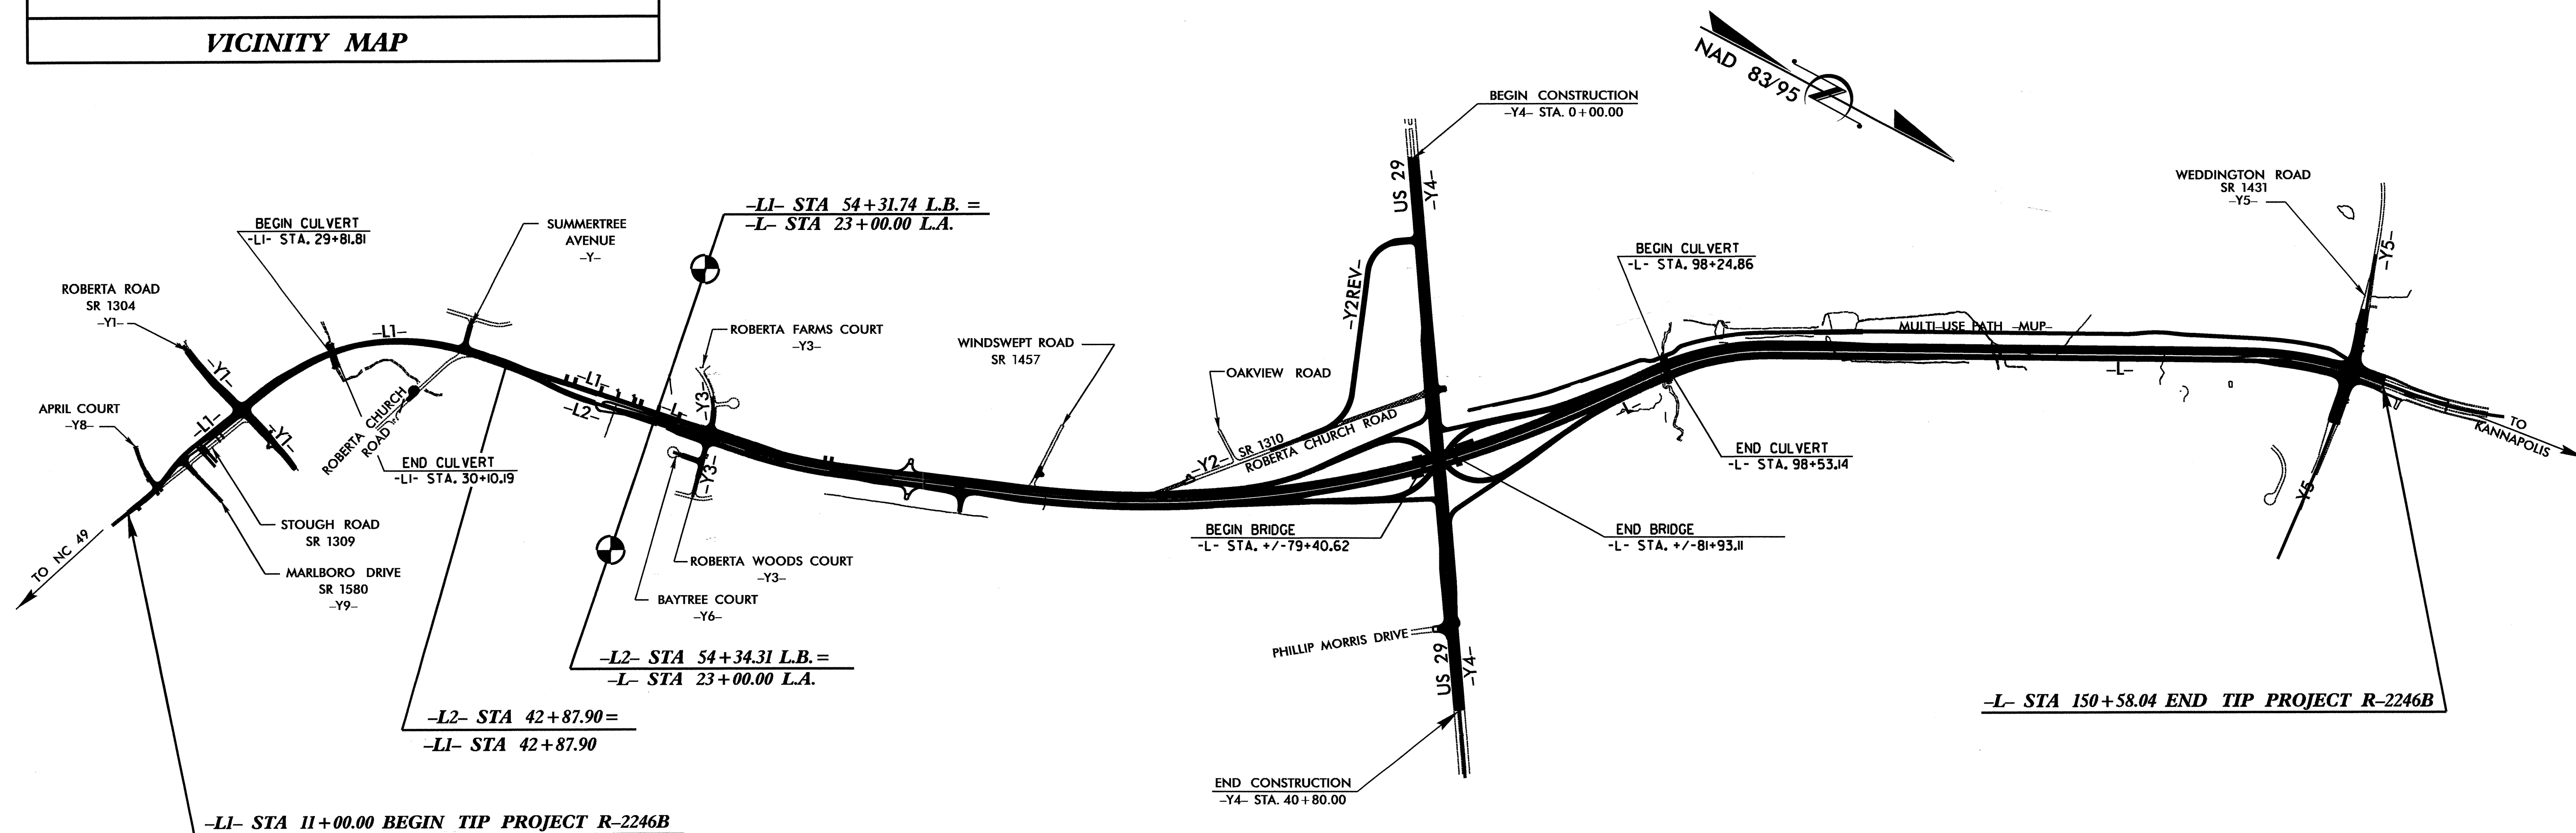 VICINITY MAP
NAD 83/95
BEGIN CONSTRUCTION
–Y4– STA. 0+00.00
WEDDINGTON ROAD
SR 1431
–Y5–
–L1– STA 54+31.74 L.B. =
–L– STA 23+00.00 L.A.
US 29
–Y4–
BEGIN CULVERT
-L1- STA. 29+81.81
SUMMERTREE
AVENUE
–Y–
BEGIN CULVERT
-L- STA. 98+24.86
–Y5–
ROBERTA ROAD
SR 1304
–Y1–
–L1–
–Y2REV–
ROBERTA FARMS COURT
–Y3–
MULTI–USE PATH –MUP–
WINDSWEPT ROAD
SR 1457
–Y1–
–L1–
–L2–
–L–
–Y3–
OAKVIEW ROAD
–L–
APRIL COURT
–Y8–
–L1–
–Y1–
ROBERTA CHURCH
ROAD
–L–
SR 1310
ROBERTA CHURCH ROAD
–Y2–
TO
KANNAPOLIS
END CULVERT
-L1- STA. 30+10.19
–Y3–
END CULVERT
-L- STA. 98+53.14
Y5
STOUGH ROAD
SR 1309
BEGIN BRIDGE
-L- STA. +/-79+40.62
END BRIDGE
-L- STA. +/-81+93.11
TO NC 49
MARLBORO DRIVE
SR 1580
–Y9–
ROBERTA WOODS COURT
–Y3–
BAYTREE COURT
–Y6–
PHILLIP MORRIS DRIVE
–L2– STA 54+34.31 L.B. =
–L– STA 23+00.00 L.A.
US 29
–Y4–
–L– STA 150+58.04 END TIP PROJECT R–2246B
–L2– STA 42+87.90 =
–L1– STA 42+87.90
END CONSTRUCTION
–Y4– STA. 40+80.00
–L1– STA 11+00.00 BEGIN TIP PROJECT R–2246B